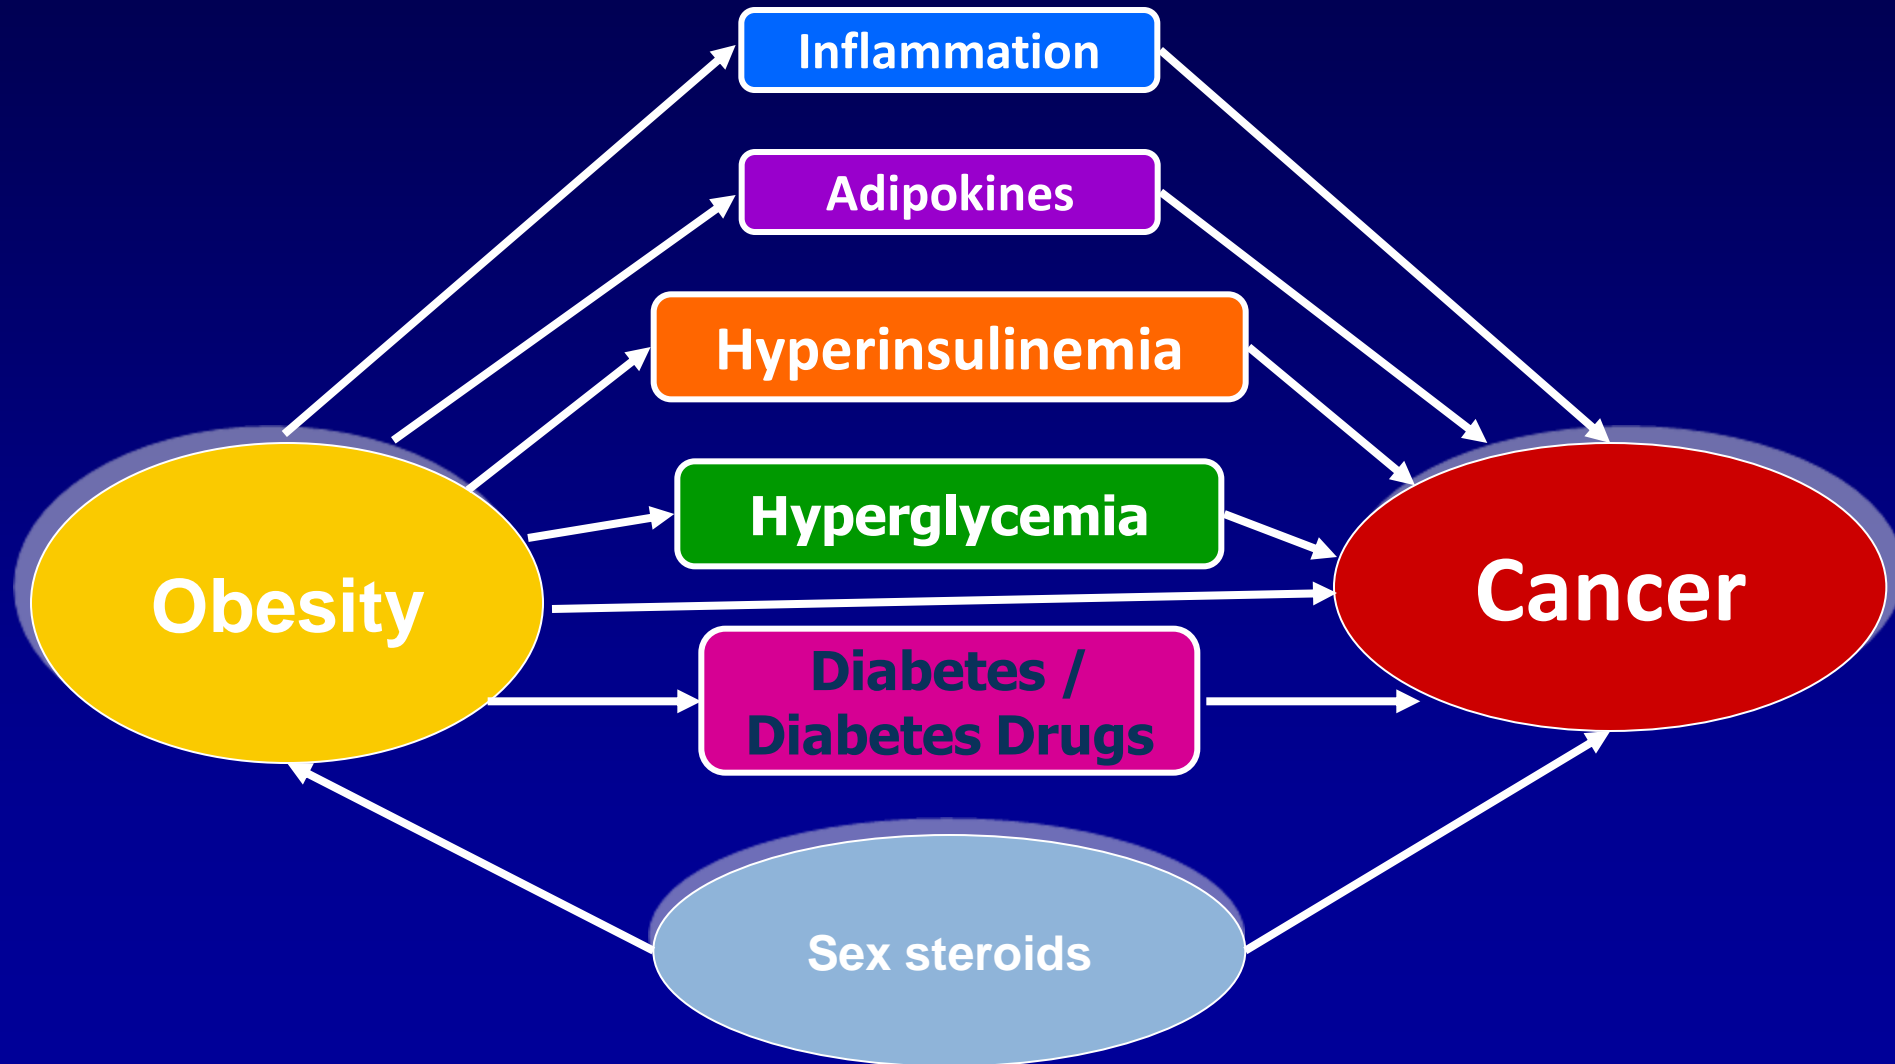 Inflammation
Adipokines
Hyperinsulinemia
Hyperglycemia
Obesity
Cancer
Diabetes /
Diabetes Drugs
Sex steroids